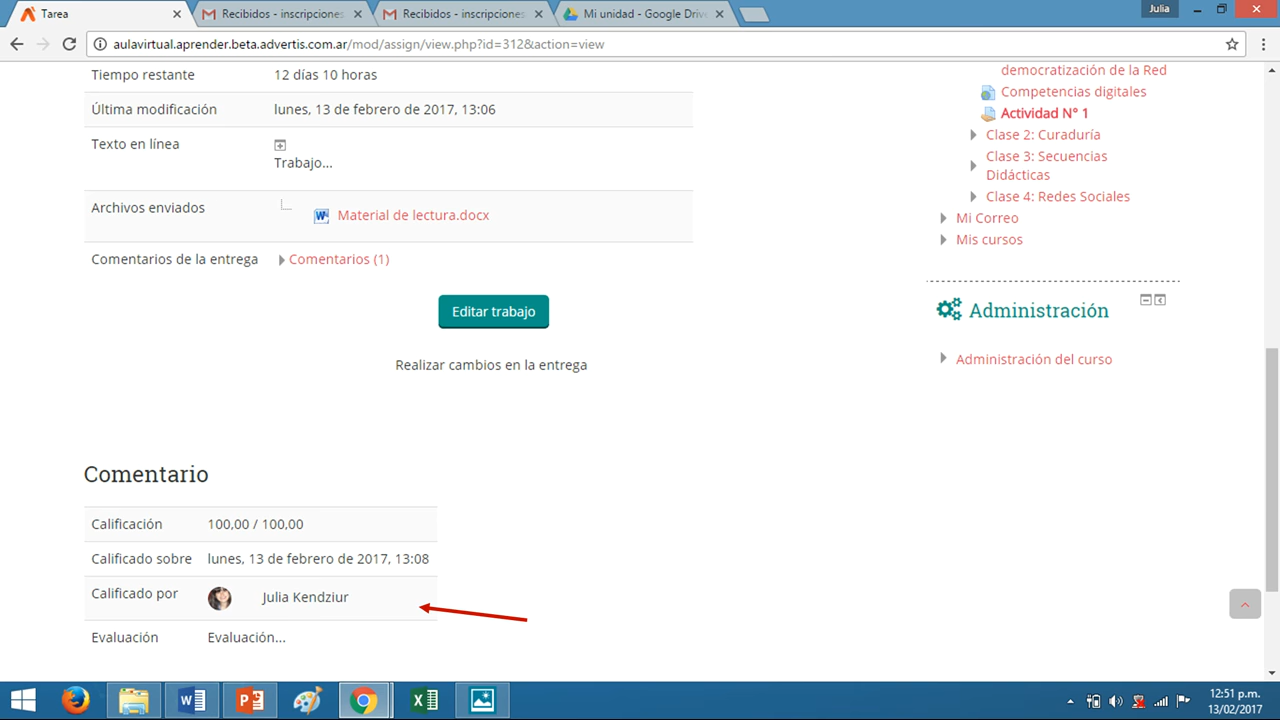 Tarea
Recibidos - inscripciones
Recibidos - inscripciones
Mi unidad - Google Drive
Julia
aulavirtual.aprender.beta.advertis.com.ar/mod/assign/view.php?id=312&action=view
Tiempo restante 12 días 10 horas
Última modificación lunes, 13 de febrero de 2017, 13:06
Texto en línea
Trabajo...
Archivos enviados Material de lectura.docx
Comentarios de la entrega Comentarios (1)
Editar trabajo
Realizar cambios en la entrega
Comentario
Calificación 100,00 / 100,00
Calificado sobre lunes, 13 de febrero de 2017, 13:08
Calificado por Julia Kendziur
Evaluación Evaluación...
democratización de la Red
Competencias digitales
Actividad N° 1
Clase 2: Curaduría
Clase 3: Secuencias
Didácticas
Clase 4: Redes Sociales
Mi Correo
Mis cursos
Administración
Administración del curso
12:51 p.m.
13/02/2017